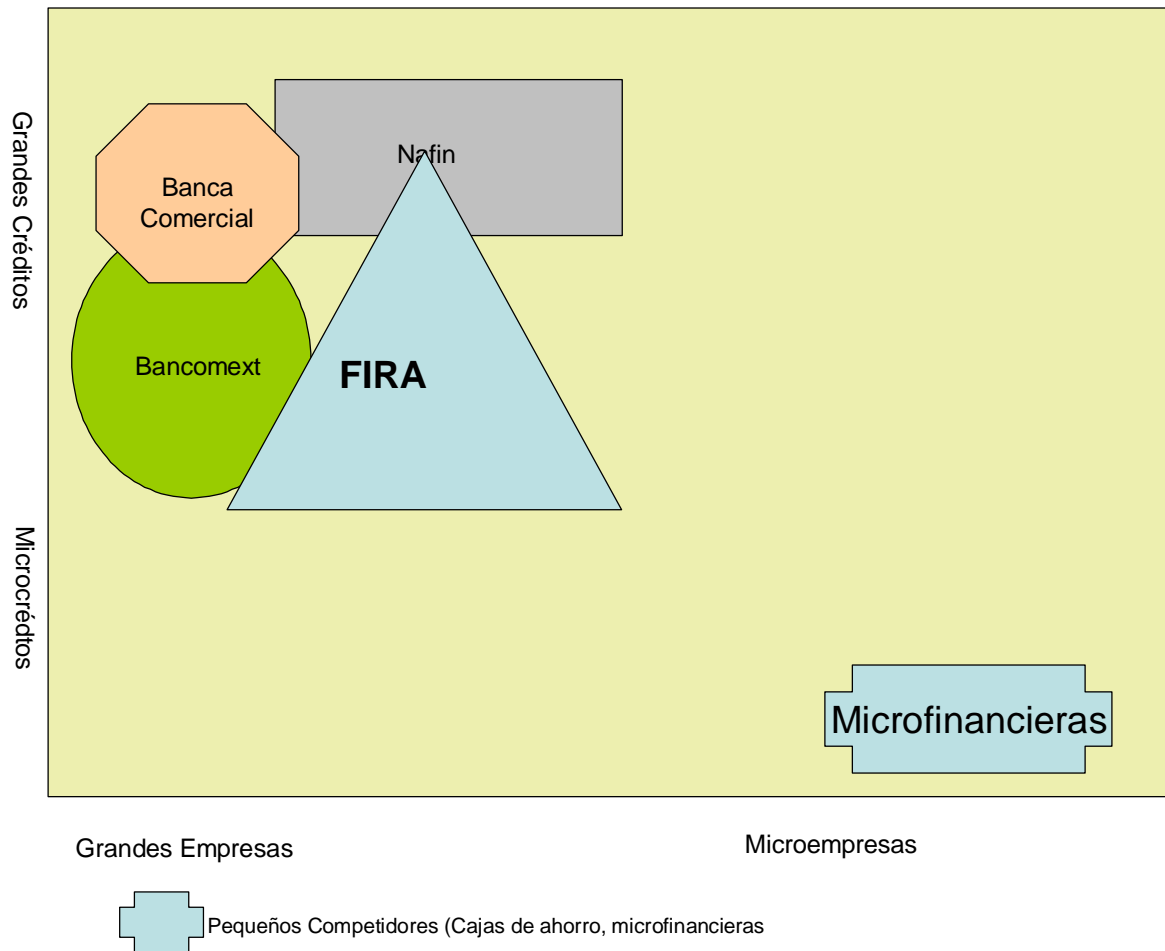 Grandes Créditos
Nafin
Banca
Comercial
Bancomext
FIRA
Microcrédtos
Microfinancieras
Grandes Empresas
Microempresas
Pequeños Competidores (Cajas de ahorro, microfinancieras